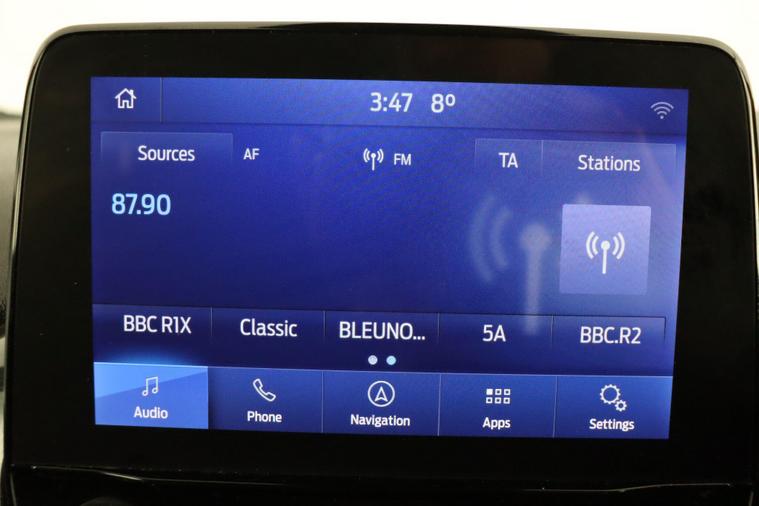 3:47 8º
Sources AF FM TA Stations
87.90
BBC R1X Classic BLEUNO... 5A BBC.R2
Audio Phone Navigation Apps Settings